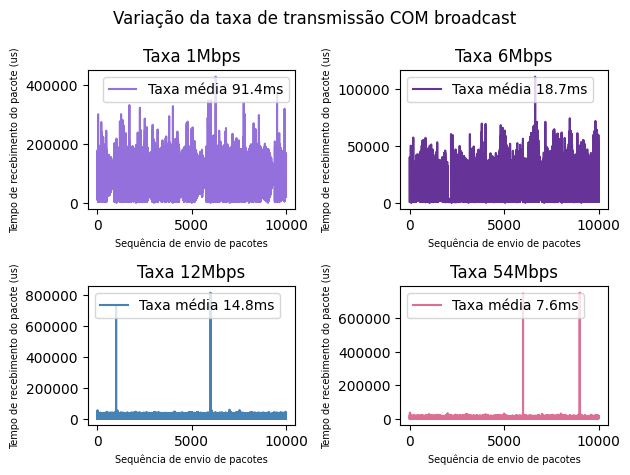 Variação da taxa de transmissão COM broadcast
Taxa 1Mbps
Tempo de recebimento do pacote (us)
400000
200000
0
Taxa média 91.4ms
0 5000 10000
Sequência de envio de pacotes
Taxa 6Mbps
Tempo de recebimento do pacote (us)
100000
50000
0
Taxa média 18.7ms
0 5000 10000
Sequência de envio de pacotes
Taxa 12Mbps
Tempo de recebimento do pacote (us)
800000
600000
400000
200000
0
Taxa média 14.8ms
0 5000 10000
Sequência de envio de pacotes
Taxa 54Mbps
Tempo de recebimento do pacote (us)
600000
400000
200000
0
Taxa média 7.6ms
0 5000 10000
Sequência de envio de pacotes